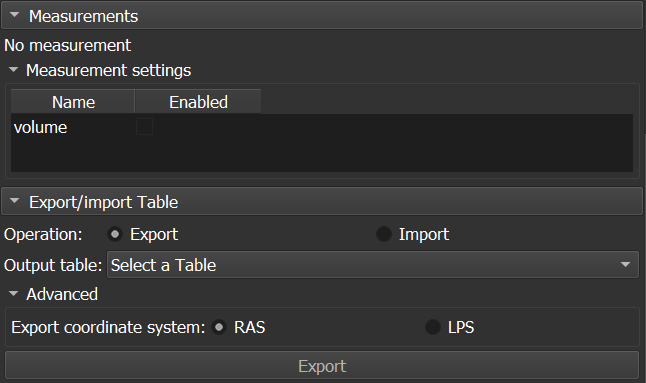 Measurements
No measurement
Measurement settings
Name Enabled
volume
Export/import Table
Operation: Export Import
Output table: Select a Table
Advanced
Export coordinate system: RAS LPS
Export